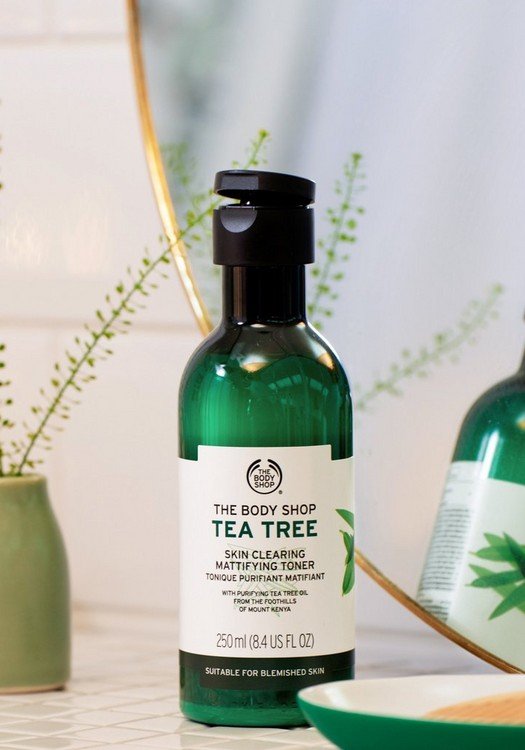 THE
BODY
SHOP
®
THE BODY SHOP
TEA TREE
SKIN CLEARING
MATTIFYING TONER
TONIQUE PURIFIANT MATIFIANT
WITH PURIFYING TEA TREE OIL
FROM THE FOOTHILLS
OF MOUNT KENYA
250 ml (8.4 US FL OZ)
SUITABLE FOR BLEMISHED SKIN